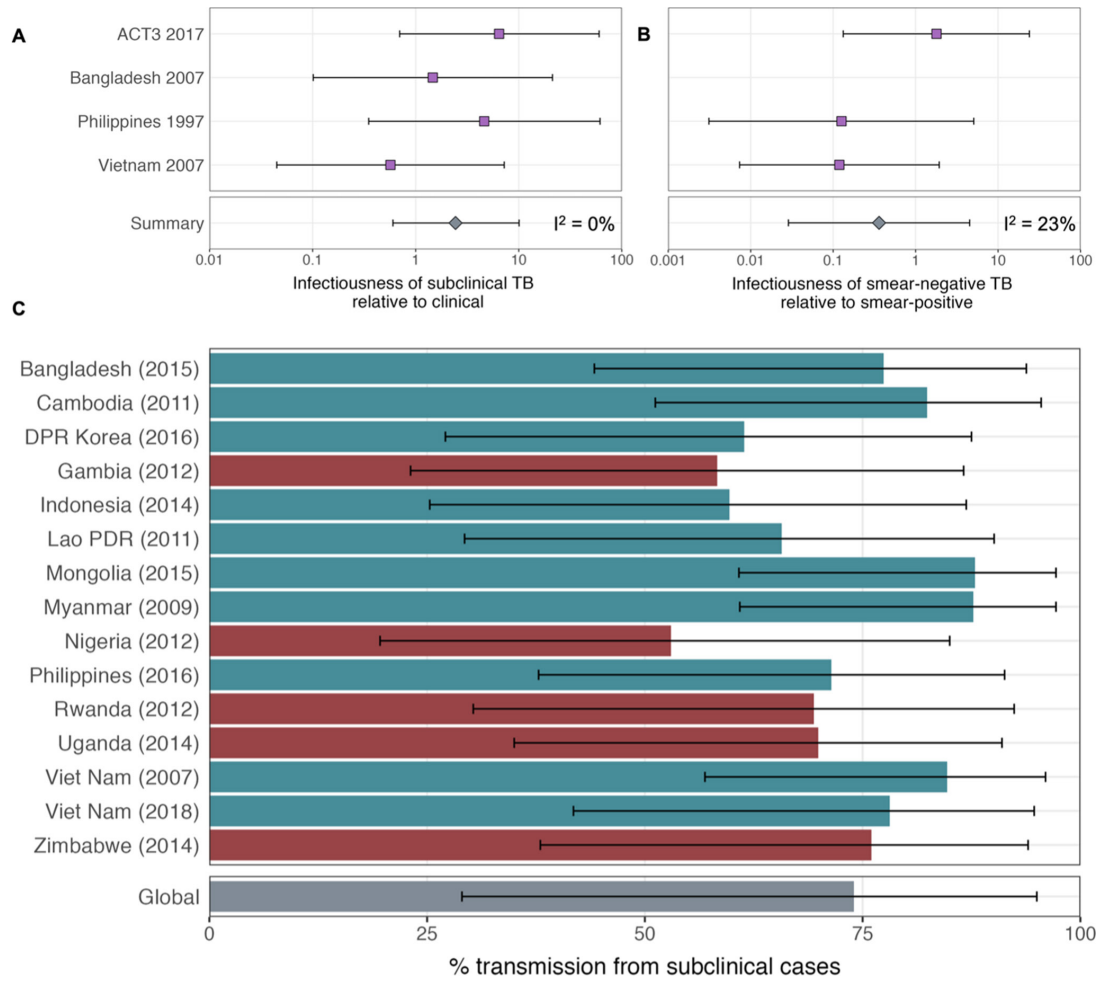 A
B
ACT3 2017
Bangladesh 2007
Philippines 1997
Vietnam 2007
Summary
I² = 0%
I² = 23%
0.01 0.1 1 10 100
0.001 0.01 0.1 1 10 100
Infectiousness of subclinical TB
relative to clinical
Infectiousness of smear-negative TB
relative to smear-positive
C
Bangladesh (2015)
Cambodia (2011)
DPR Korea (2016)
Gambia (2012)
Indonesia (2014)
Lao PDR (2011)
Mongolia (2015)
Myanmar (2009)
Nigeria (2012)
Philippines (2016)
Rwanda (2012)
Uganda (2014)
Viet Nam (2007)
Viet Nam (2018)
Zimbabwe (2014)
Global
0 25 50 75 100
% transmission from subclinical cases